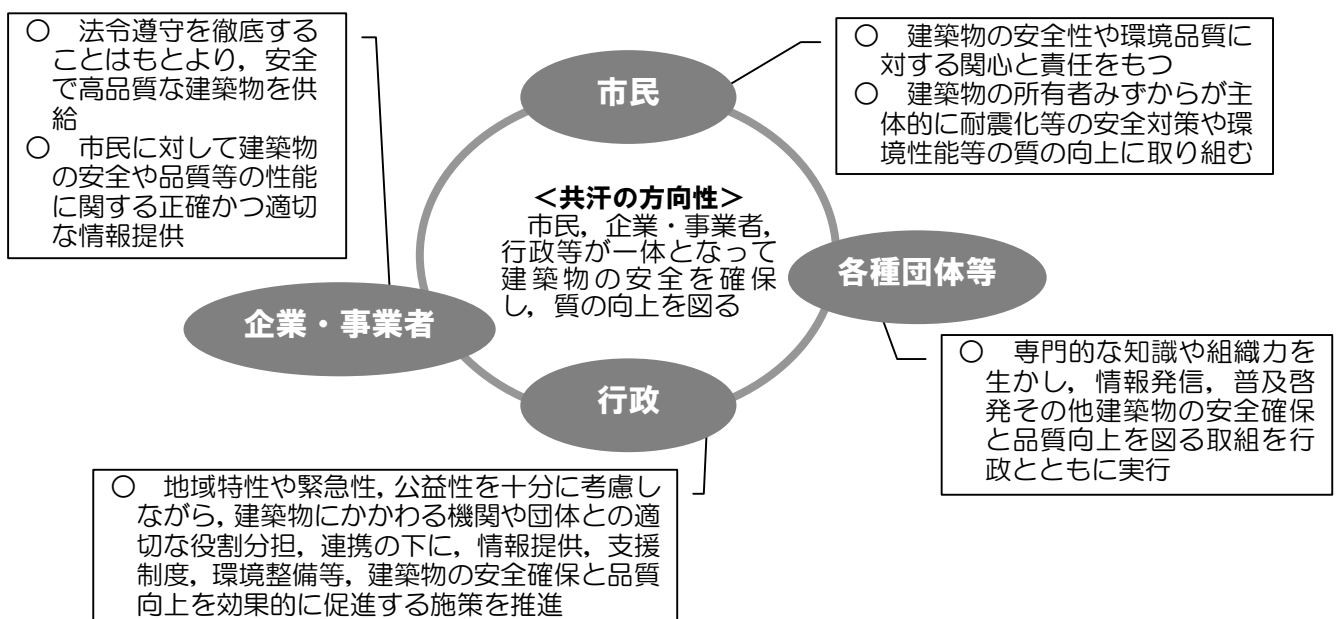 ○　法令遵守を徹底する
ことはもとより，安全
で高品質な建築物を供
給
○　市民に対して建築物
の安全や品質等の性能
に関する正確かつ適切
な情報提供
市民
○　建築物の安全性や環境品質に
対する関心と責任をもつ
○　建築物の所有者みずからが主
体的に耐震化等の安全対策や環
境性能等の質の向上に取り組む
＜共汗の方向性＞
市民，企業・事業者，
行政等が一体となって
建築物の安全を確保
し，質の向上を図る
各種団体等
企業・事業者
行政
○　専門的な知識や組織力を
生かし，情報発信，普及啓
発その他建築物の安全確保
と品質向上を図る取組を行
政とともに実行
○　地域特性や緊急性，公益性を十分に考慮し
ながら，建築物にかかわる機関や団体との適
切な役割分担，連携の下に，情報提供，支援
制度，環境整備等，建築物の安全確保と品質
向上を効果的に促進する施策を推進